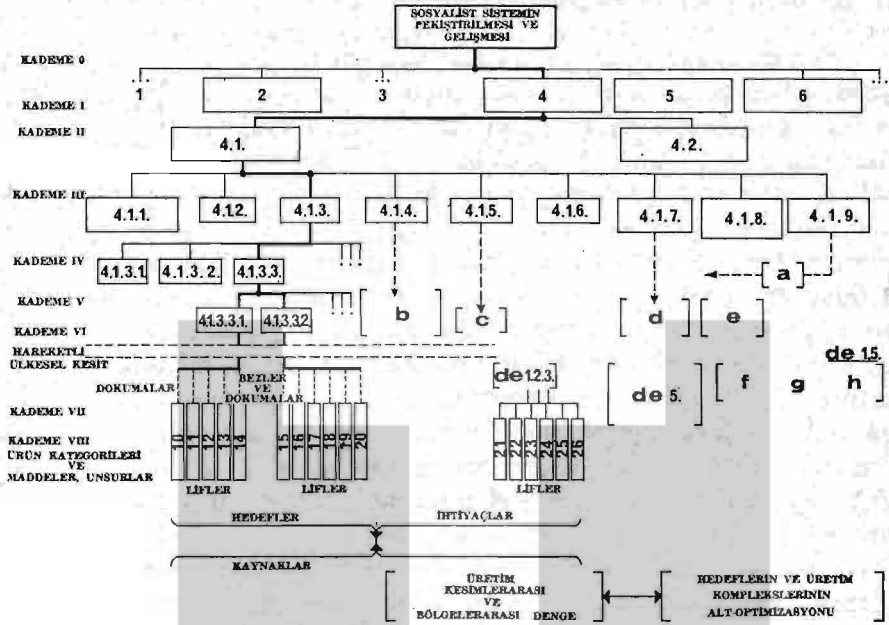 SOSYALİST SİSTEMİN
PEKİŞTİRİLMESİ VE
GELİŞMESİ
KADEME 0
1 2 3 4 5 6
KADEME I
KADEME II
4.1. 4.2.
KADEME III
4.1.1. 4.1.2. 4.1.3. 4.1.4. 4.1.5. 4.1.6. 4.1.7. 4.1.8. 4.1.9.
KADEME IV
4.1.3.1. 4.1.3.2. 4.1.3.3. a
KADEME V
4.1.3.3.1. 4.1.3.3.2. b c d e
KADEME VI
HAREKETLİ
ÜLKESEL KESİT
de 1.5.
DOKUMALAR
BEZLER
VE
DOKUMALAR
de 1.2.3.
de 5.
f g h
KADEME VII
KADEME VIII
ÜRÜN KATEGORİLERİ
VE
MADDELER, UNSURLAR
10 11 12 13 14 15 16 17 18 19 20 21 22 23 24 25 26
LİFLER LİFLER LİFLER
HEDEFLER İHTİYAÇLAR
KAYNAKLAR
ÜRETİM
KESİMLERARASI
VE
BÖLGELERARASI DENGE
HEDEFLERİN VE ÜRETİM
KOMPLEKSLERİNİN
ALT-OPTİMİZASYONU